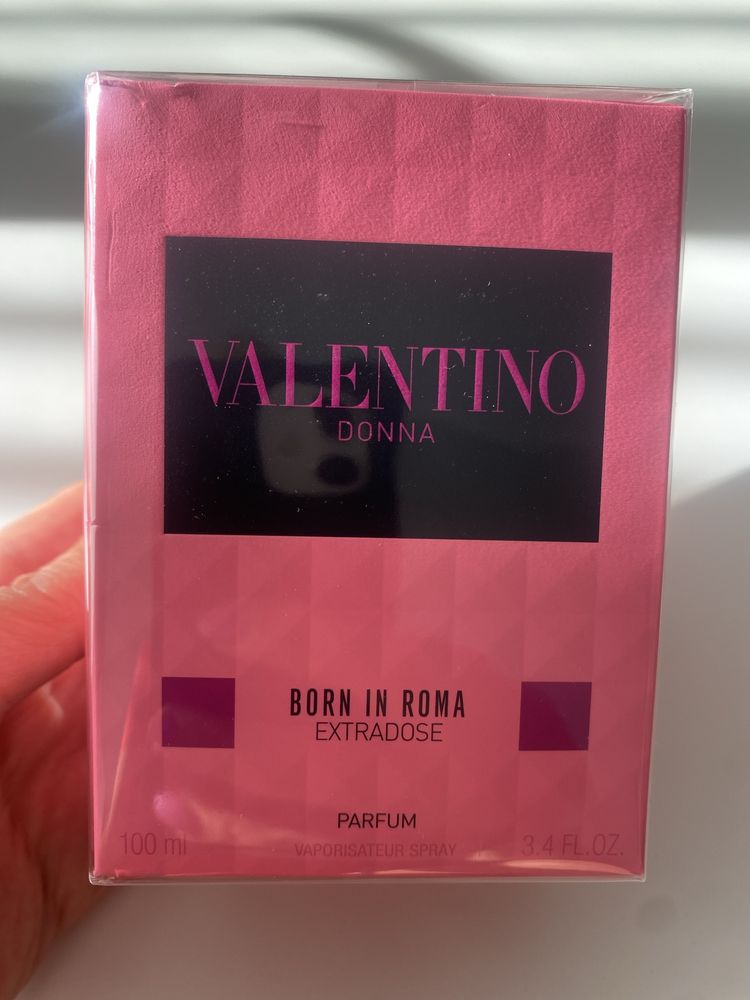 VALENTINO
DONNA
BORN IN ROMA
EXTRADOSE
PARFUM
100 ml VAPORISATEUR SPRAY 3.4 FL.OZ.